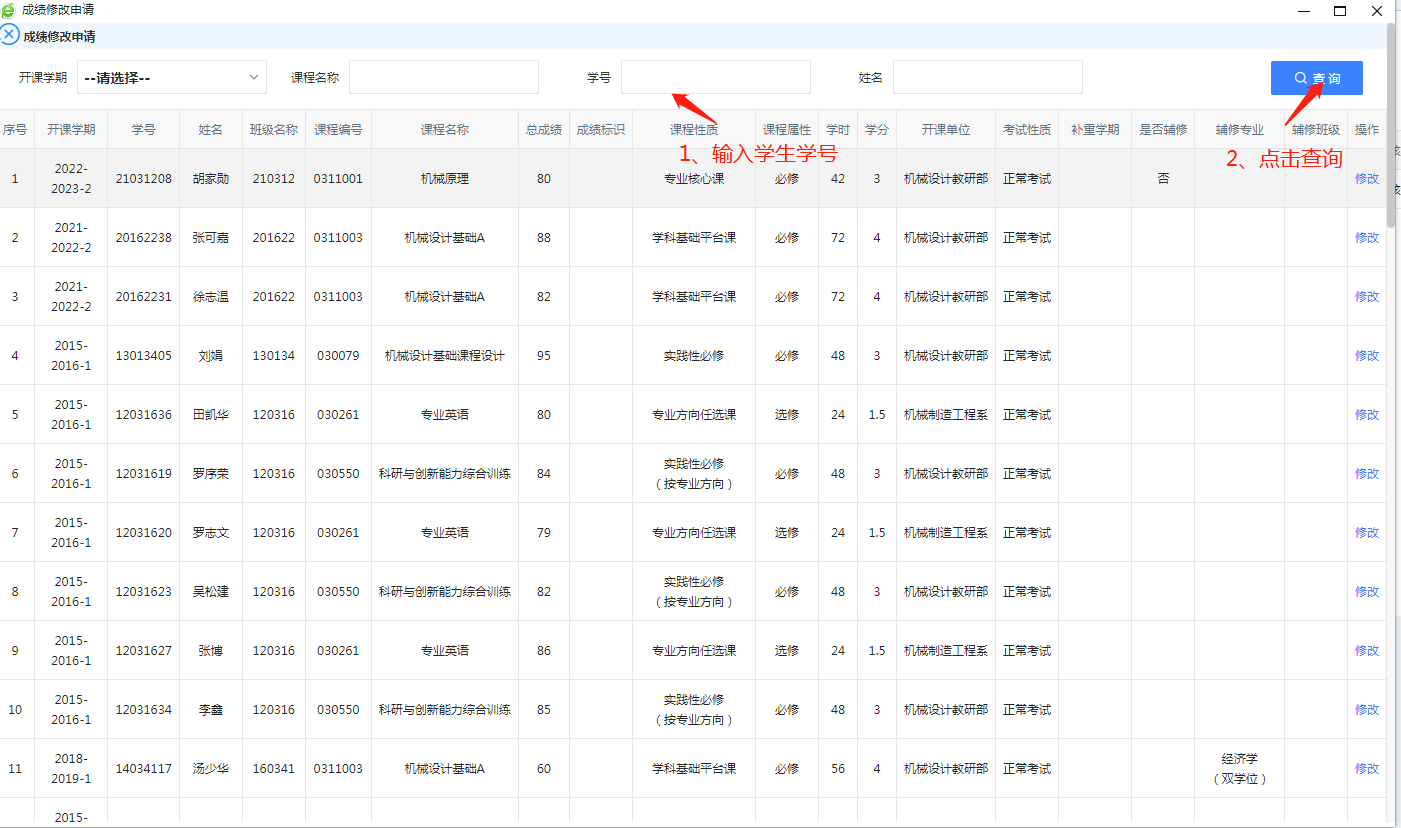 成绩修改申请
成绩修改申请
开课学期 --请选择-- 课程名称 学号 姓名 查 询
序号 开课学期 学号 姓名 班级名称 课程编号 课程名称 总成绩 成绩标识 课程性质 课程属性 学时 学分 开课单位 考试性质 补重学期 是否辅修 辅修专业 辅修班级 操作
1、输入学生学号 2、点击查询
1 2022-2023-2 21031208 胡家勋 210312 0311001 机械原理 80 专业核心课 必修 42 3 机械设计教研部 正常考试 否 修改
2 2021-2022-2 20162238 张可嘉 201622 0311003 机械设计基础A 88 学科基础平台课 必修 72 4 机械设计教研部 正常考试 修改
3 2021-2022-2 20162231 徐志温 201622 0311003 机械设计基础A 82 学科基础平台课 必修 72 4 机械设计教研部 正常考试 修改
4 2015-2016-1 13013405 刘娟 130134 030079 机械设计基础课程设计 95 实践性必修 必修 48 3 机械设计教研部 正常考试 修改
5 2015-2016-1 12031636 田凯华 120316 030261 专业英语 80 专业方向任选课 选修 24 1.5 机械制造工程系 正常考试 修改
6 2015-2016-1 12031619 罗序荣 120316 030550 科研与创新能力综合训练 84 实践性必修（按专业方向） 必修 48 3 机械设计教研部 正常考试 修改
7 2015-2016-1 12031620 罗志文 120316 030261 专业英语 79 专业方向任选课 选修 24 1.5 机械制造工程系 正常考试 修改
8 2015-2016-1 12031623 吴松建 120316 030550 科研与创新能力综合训练 82 实践性必修（按专业方向） 必修 48 3 机械设计教研部 正常考试 修改
9 2015-2016-1 12031627 张博 120316 030261 专业英语 86 专业方向任选课 选修 24 1.5 机械制造工程系 正常考试 修改
10 2015-2016-1 12031634 李鑫 120316 030550 科研与创新能力综合训练 85 实践性必修（按专业方向） 必修 48 3 机械设计教研部 正常考试 修改
11 2018-2019-1 14034117 汤少华 160341 0311003 机械设计基础A 60 学科基础平台课 必修 56 4 机械设计教研部 正常考试 经济学（双学位） 修改
2015-